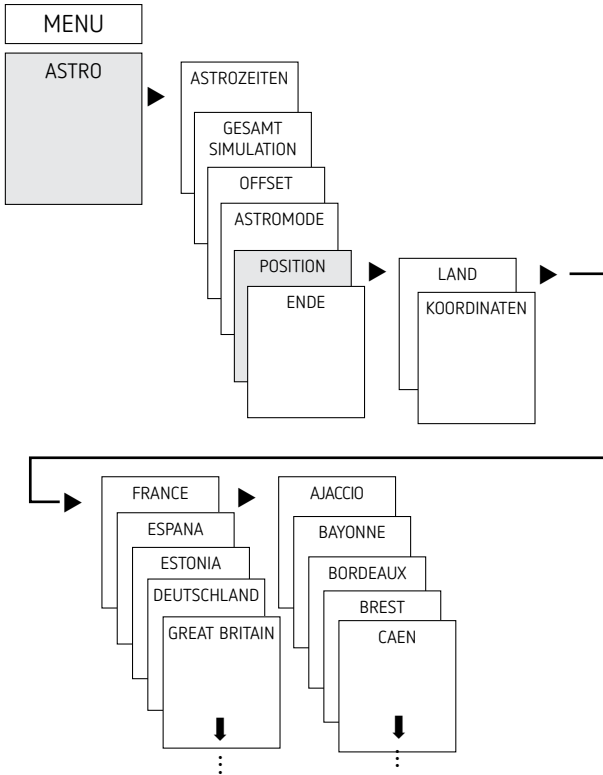 MENU
ASTRO
ASTROZEITEN
GESAMT
SIMULATION
OFFSET
ASTROMODE
POSITION
ENDE
LAND
KOORDINATEN
FRANCE
ESPANA
ESTONIA
DEUTSCHLAND
GREAT BRITAIN
AJACCIO
BAYONNE
BORDEAUX
BREST
CAEN